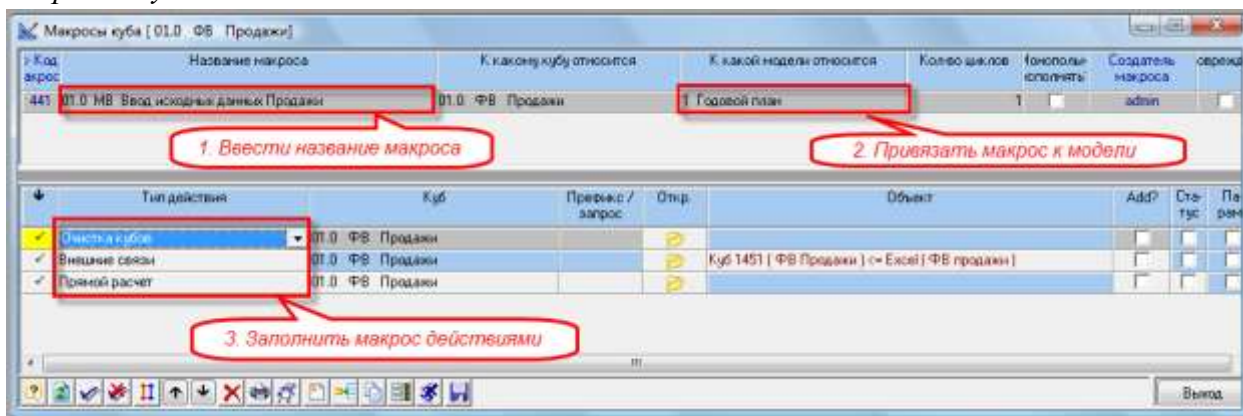 Макросы куба [ 01.0 ФВ Продажи]
Код Название макроса К какому кубу относится К какой модели относится Кол-во циклов Создатель макроса
441 01.0 МВ Ввод исходных данных Продажи 01.0 ФВ Продажи 1 Годовой план 1 admin
1. Ввести название макроса
2. Привязать макрос к модели
Тип действия Куб Префикс / запрос Откр. Объект Add? Ста- тус Па рам
Очистка кубов 01.0 ФВ Продажи
Внешние связи 01.0 ФВ Продажи Куб 1451 ( ФВ Продажи ) <= Excel ( ФВ продажи )
Прямой расчет 01.0 ФВ Продажи
3. Заполнить макрос действиями
Выход